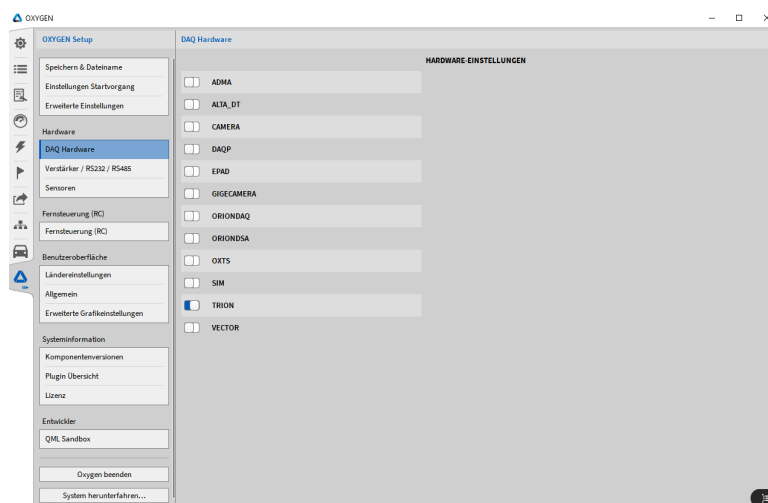 OXYGEN
OXYGEN Setup
Speichern & Dateiname
Einstellungen Startvorgang
Erweiterte Einstellungen
Hardware
DAQ Hardware
Verstärker / RS232 / RS485
Sensoren
Fernsteuerung (RC)
Fernsteuerung (RC)
Benutzeroberfläche
Ländereinstellungen
Allgemein
Erweiterte Grafikeinstellungen
Systeminformation
Komponentenversionen
Plugin Übersicht
Lizenz
Entwickler
QML Sandbox
Oxygen beenden
System herunterfahren...
DAQ Hardware
HARDWARE-EINSTELLUNGEN
ADMA
ALTA_DT
CAMERA
DAQP
EPAD
GIGECAMERA
ORIONDAQ
ORIONDSA
OXTS
SIM
TRION
VECTOR